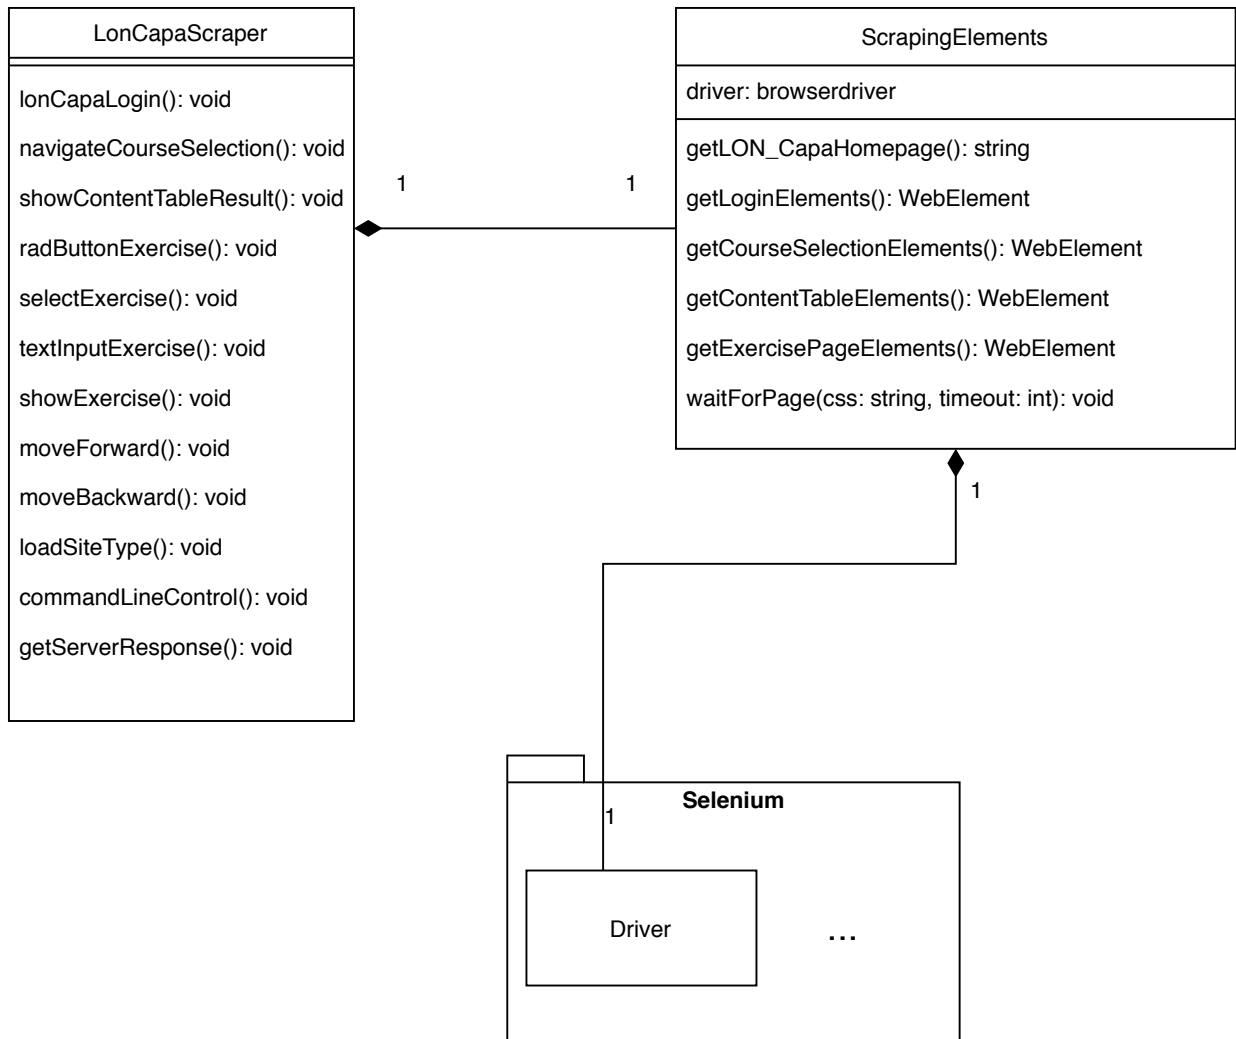 LonCapaScraper
lonCapaLogin(): void
navigateCourseSelection(): void
showContentTableResult(): void
radButtonExercise(): void
selectExercise(): void
textInputExercise(): void
showExercise(): void
moveForward(): void
moveBackward(): void
loadSiteType(): void
commandLineControl(): void
getServerResponse(): void
1
1
ScrapingElements
driver: browserdriver
getLON_CapaHomepage(): string
getLoginElements(): WebElement
getCourseSelectionElements(): WebElement
getContentTableElements(): WebElement
getExercisePageElements(): WebElement
waitForPage(css: string, timeout: int): void
1
Selenium
1
Driver
...